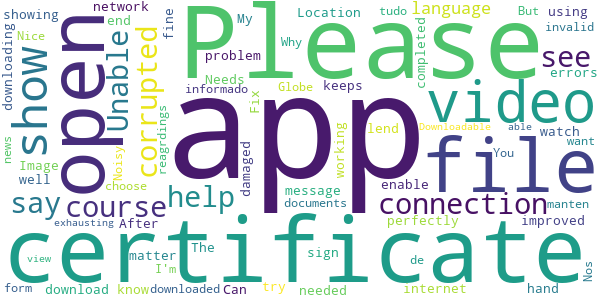 app
Please
certificate
file
open
video
show
connection
course
help
say
see
Unable
corrupted
language
download
internet
perfectly
improved
message
enable
problem
network
Location
tudo
using
invalid
errors
But
completed
watch
want
able
You
Downloadable
lend
working
keeps
Globe
Fix
Why
My
end
fine
showing
Nice
downloading
news
Image
well
choose
Noisy
reagrdings
Needs
informado
damaged
documents
sign
The
After
matter
I'm
know
downloaded
Can
try
needed
de
hand
manten
Nos
form
view
exhausting